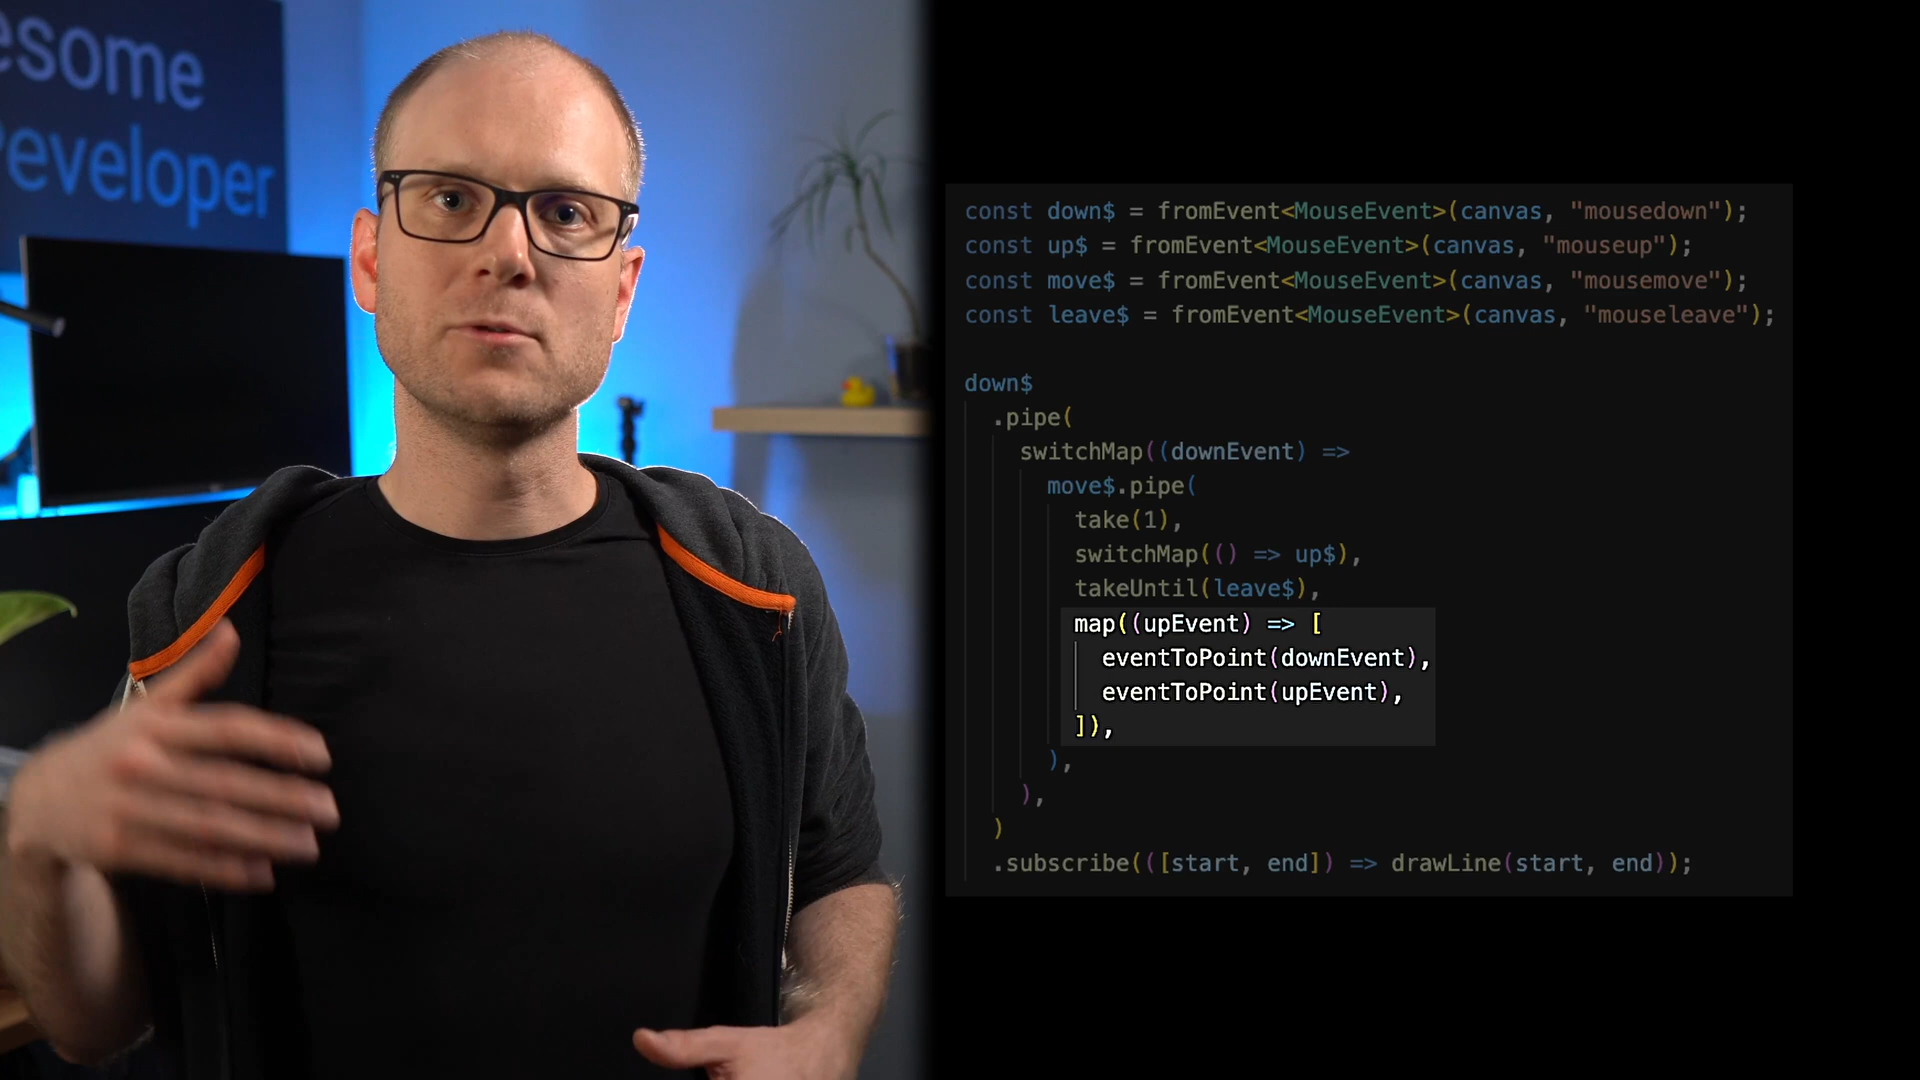 esome
eveloper
const down$ = fromEvent<MouseEvent>(canvas, "mousedown");
const up$ = fromEvent<MouseEvent>(canvas, "mouseup");
const move$ = fromEvent<MouseEvent>(canvas, "mousemove");
const leave$ = fromEvent<MouseEvent>(canvas, "mouseleave");
down$
.pipe(
switchMap((downEvent) =>
move$.pipe(
take(1),
switchMap(() => up$),
takeUntil(leave$),
map((upEvent) => [
eventToPoint(downEvent),
eventToPoint(upEvent),
]),
),
),
)
.subscribe(([start, end]) => drawLine(start, end));